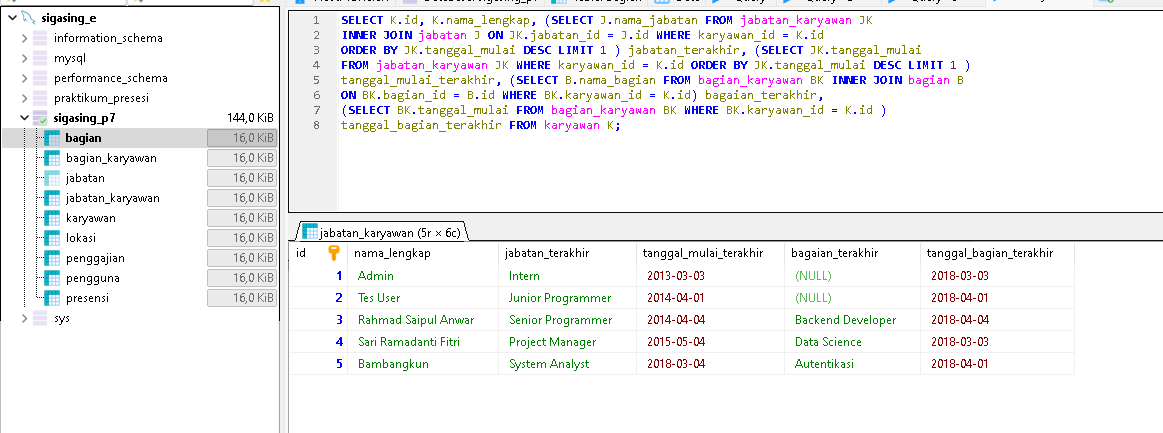 sigasing_e
information_schema
mysql
performance_schema
praktikum_presesi
sigasing_p7 144,0 KiB
bagian 16,0 KiB
bagian_karyawan 16,0 KiB
jabatan 16,0 KiB
jabatan_karyawan 16,0 KiB
karyawan 16,0 KiB
lokasi 16,0 KiB
penggajian 16,0 KiB
pengguna 16,0 KiB
presensi 16,0 KiB
sys
1 SELECT K.id, K.nama_lengkap, (SELECT J.nama_jabatan FROM jabatan_karyawan JK
2 INNER JOIN jabatan J ON JK.jabatan_id = J.id WHERE karyawan_id = K.id
3 ORDER BY JK.tanggal_mulai DESC LIMIT 1 ) jabatan_terakhir, (SELECT JK.tanggal_mulai
4 FROM jabatan_karyawan JK WHERE karyawan_id = K.id ORDER BY JK.tanggal_mulai DESC LIMIT 1 )
5 tanggal_mulai_terakhir, (SELECT B.nama_bagian FROM bagian_karyawan BK INNER JOIN bagian B
6 ON BK.bagian_id = B.id WHERE BK.karyawan_id = K.id) bagaian_terakhir,
7 (SELECT BK.tanggal_mulai FROM bagian_karyawan BK WHERE BK.karyawan_id = K.id )
8 tanggal_bagian_terakhir FROM karyawan K;
jabatan_karyawan (5r × 6c)
id nama_lengkap jabatan_terakhir tanggal_mulai_terakhir bagaian_terakhir tanggal_bagian_terakhir
1 Admin Intern 2013-03-03 (NULL) 2018-03-03
2 Tes User Junior Programmer 2014-04-01 (NULL) 2018-04-01
3 Rahmad Saipul Anwar Senior Programmer 2014-04-04 Backend Developer 2018-04-04
4 Sari Ramadanti Fitri Project Manager 2015-05-04 Data Science 2018-03-03
5 Bambangkun System Analyst 2018-03-04 Autentikasi 2018-04-01